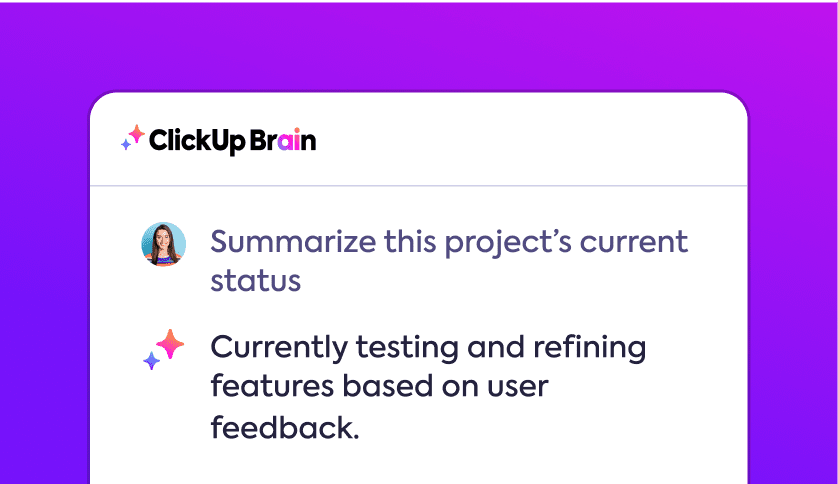 ClickUp Brain
Summarize this project’s current
status
Currently testing and refining
features based on user
feedback.